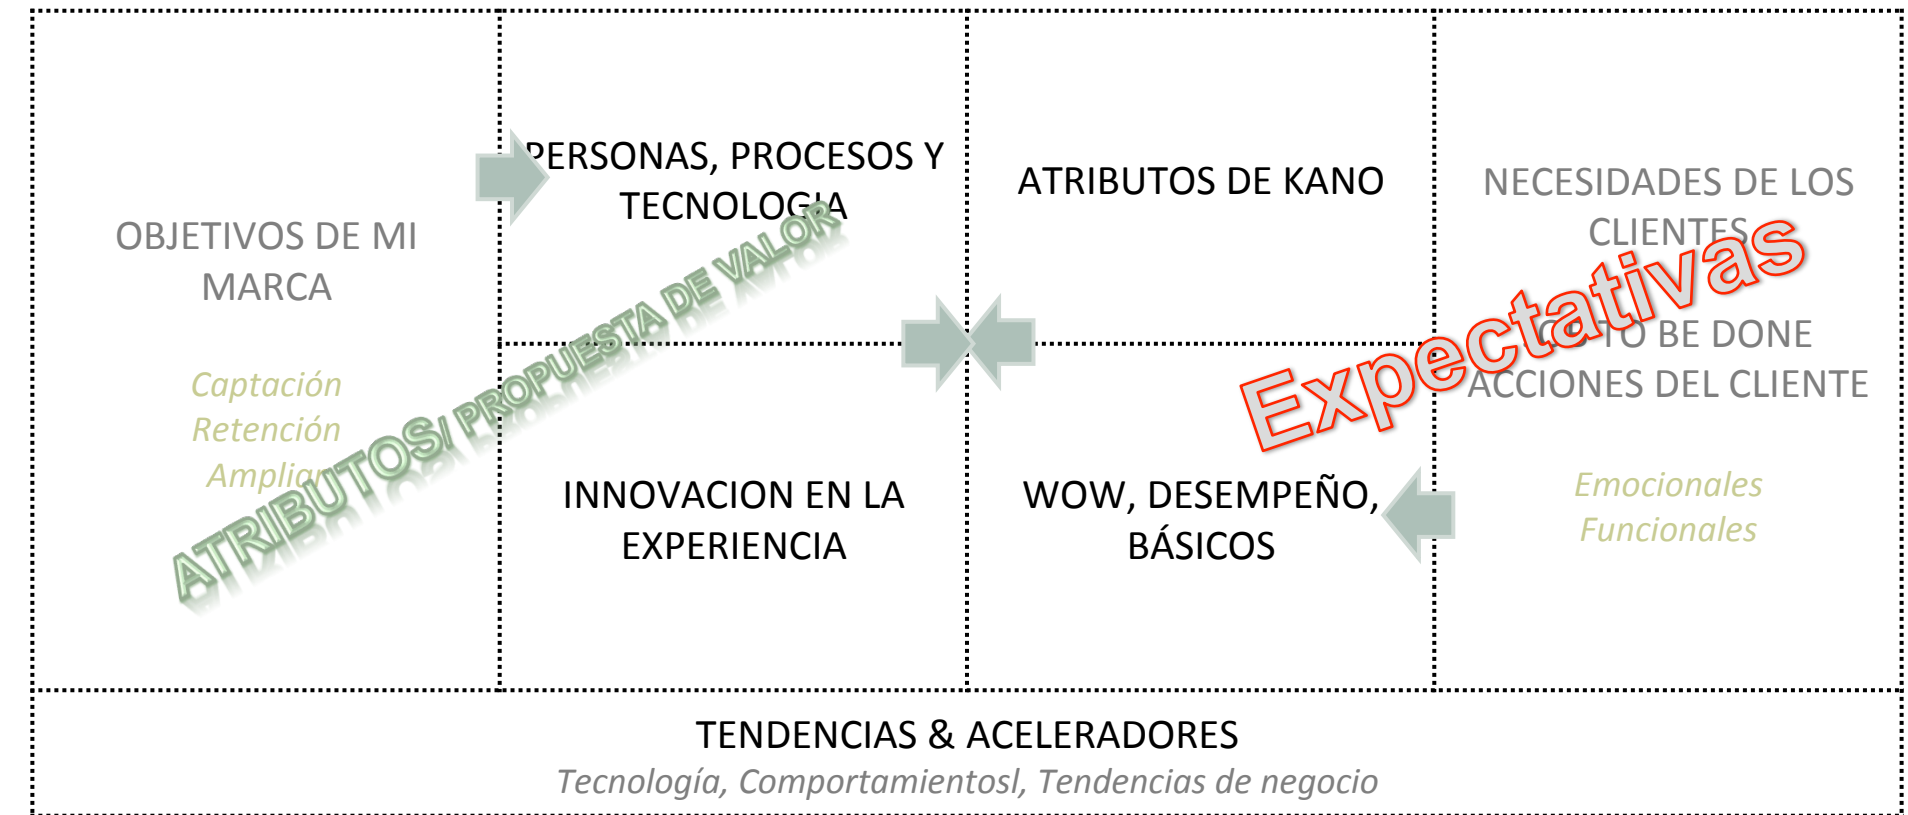 OBJETIVOS DE MI
MARCA
Captación
Retención
Ampliar
ATRIBUTOS/ PROPUESTA DE VALOR
PERSONAS, PROCESOS Y
TECNOLOGIA
INNOVACION EN LA
EXPERIENCIA
ATRIBUTOS DE KANO
WOW, DESEMPEÑO,
BÁSICOS
NECESIDADES DE LOS
CLIENTES
Expectativas
TO BE DONE
ACCIONES DEL CLIENTE
Emocionales
Funcionales
TENDENCIAS & ACELERADORES
Tecnología, Comportamientosl, Tendencias de negocio